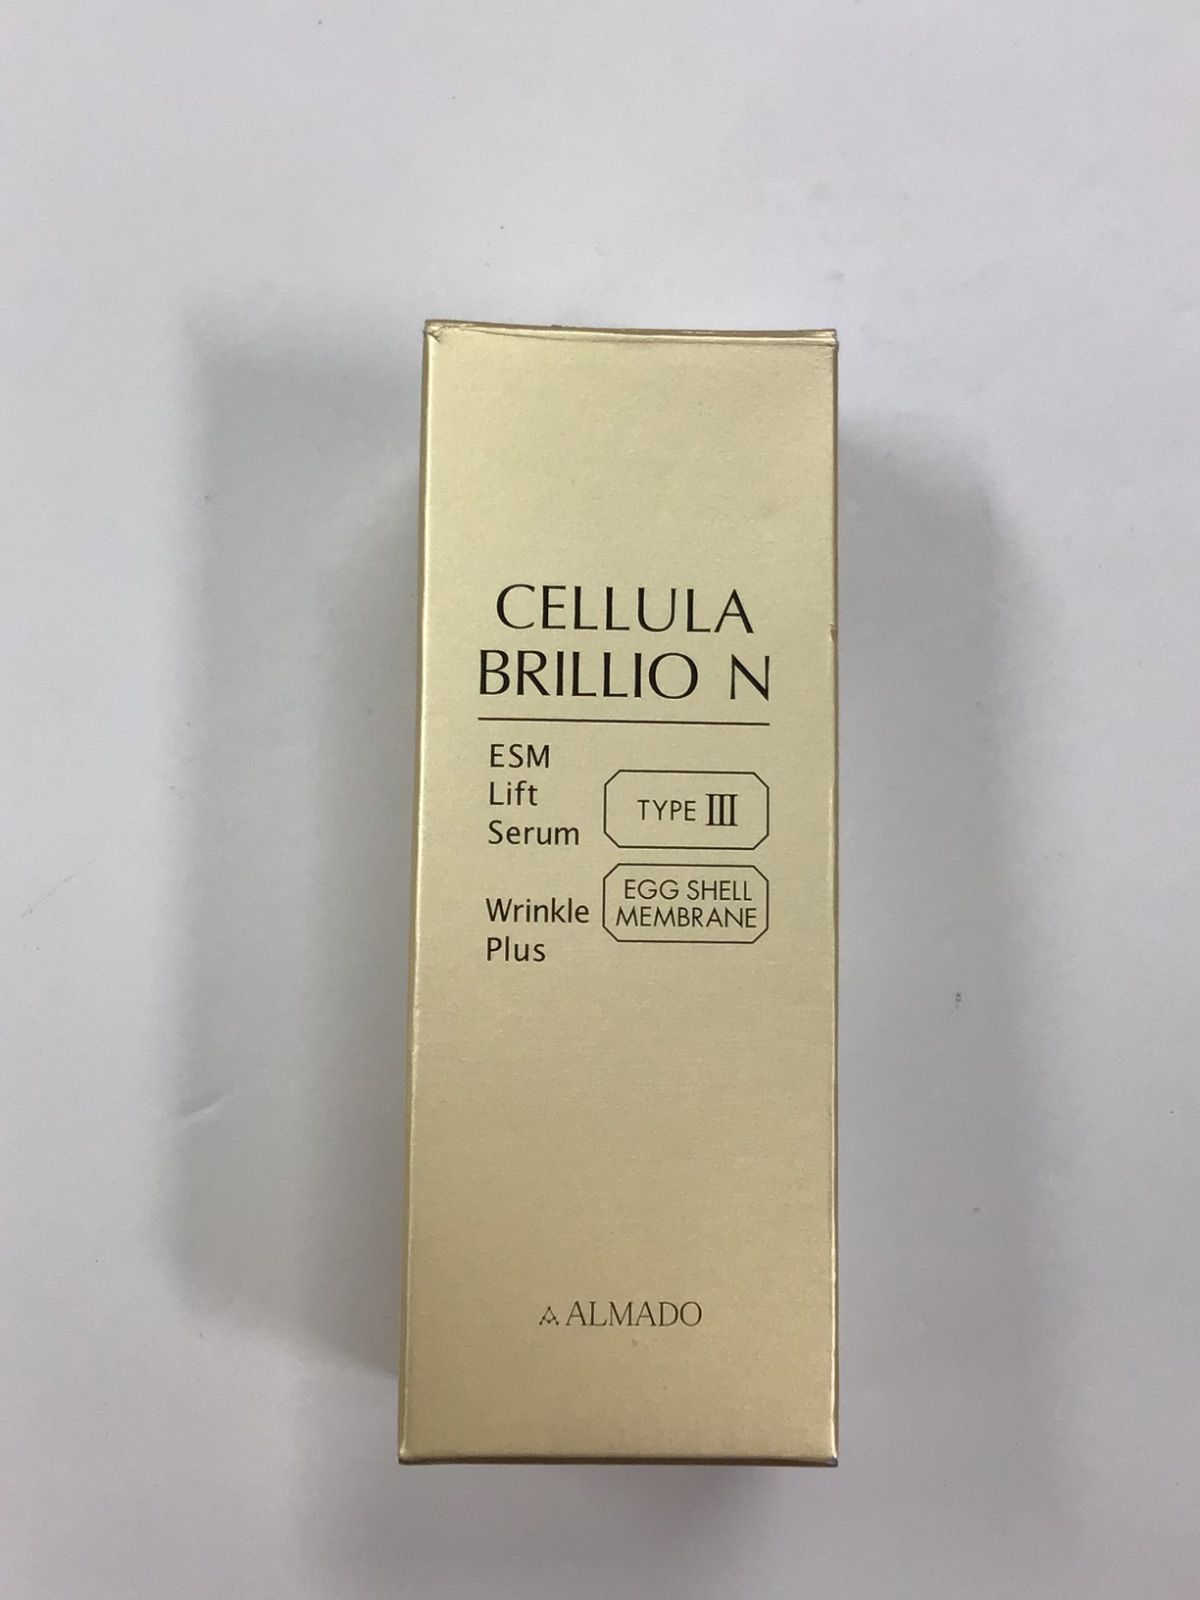 CELLULA
BRILLIO N
ESM
Lift
Serum
TYPE III
Wrinkle
Plus
EGG SHELL
MEMBRANE
ALMADO